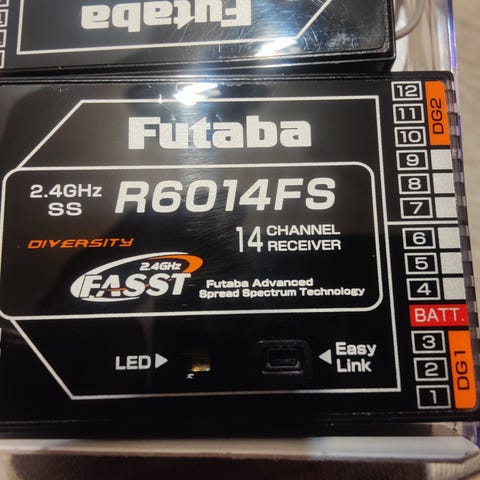 Futaba
Futaba
2.4GHz
SS
R6014FS
DIVERSITY
14 CHANNEL
RECEIVER
2.4GHz
FASST
Futaba Advanced
Spread Spectrum Technology
LED
Easy
Link
12
11
10
DG2
9
8
7
6
5
4
BATT.
3
2
1
DG1